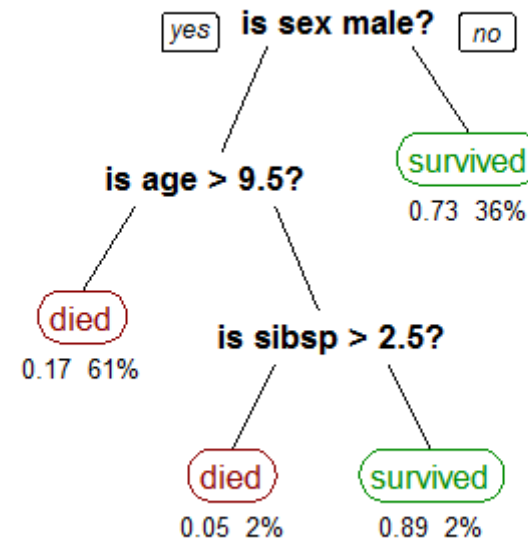 yes is sex male? no
is age > 9.5?
survived
0.73 36%
died
0.17 61%
is sibsp > 2.5?
died
0.05 2%
survived
0.89 2%